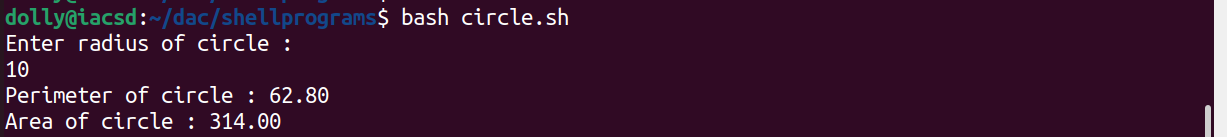 dolly@iacsd:~/dac/shellprograms$ bash circle.sh
Enter radius of circle :
10
Perimeter of circle : 62.80
Area of circle : 314.00